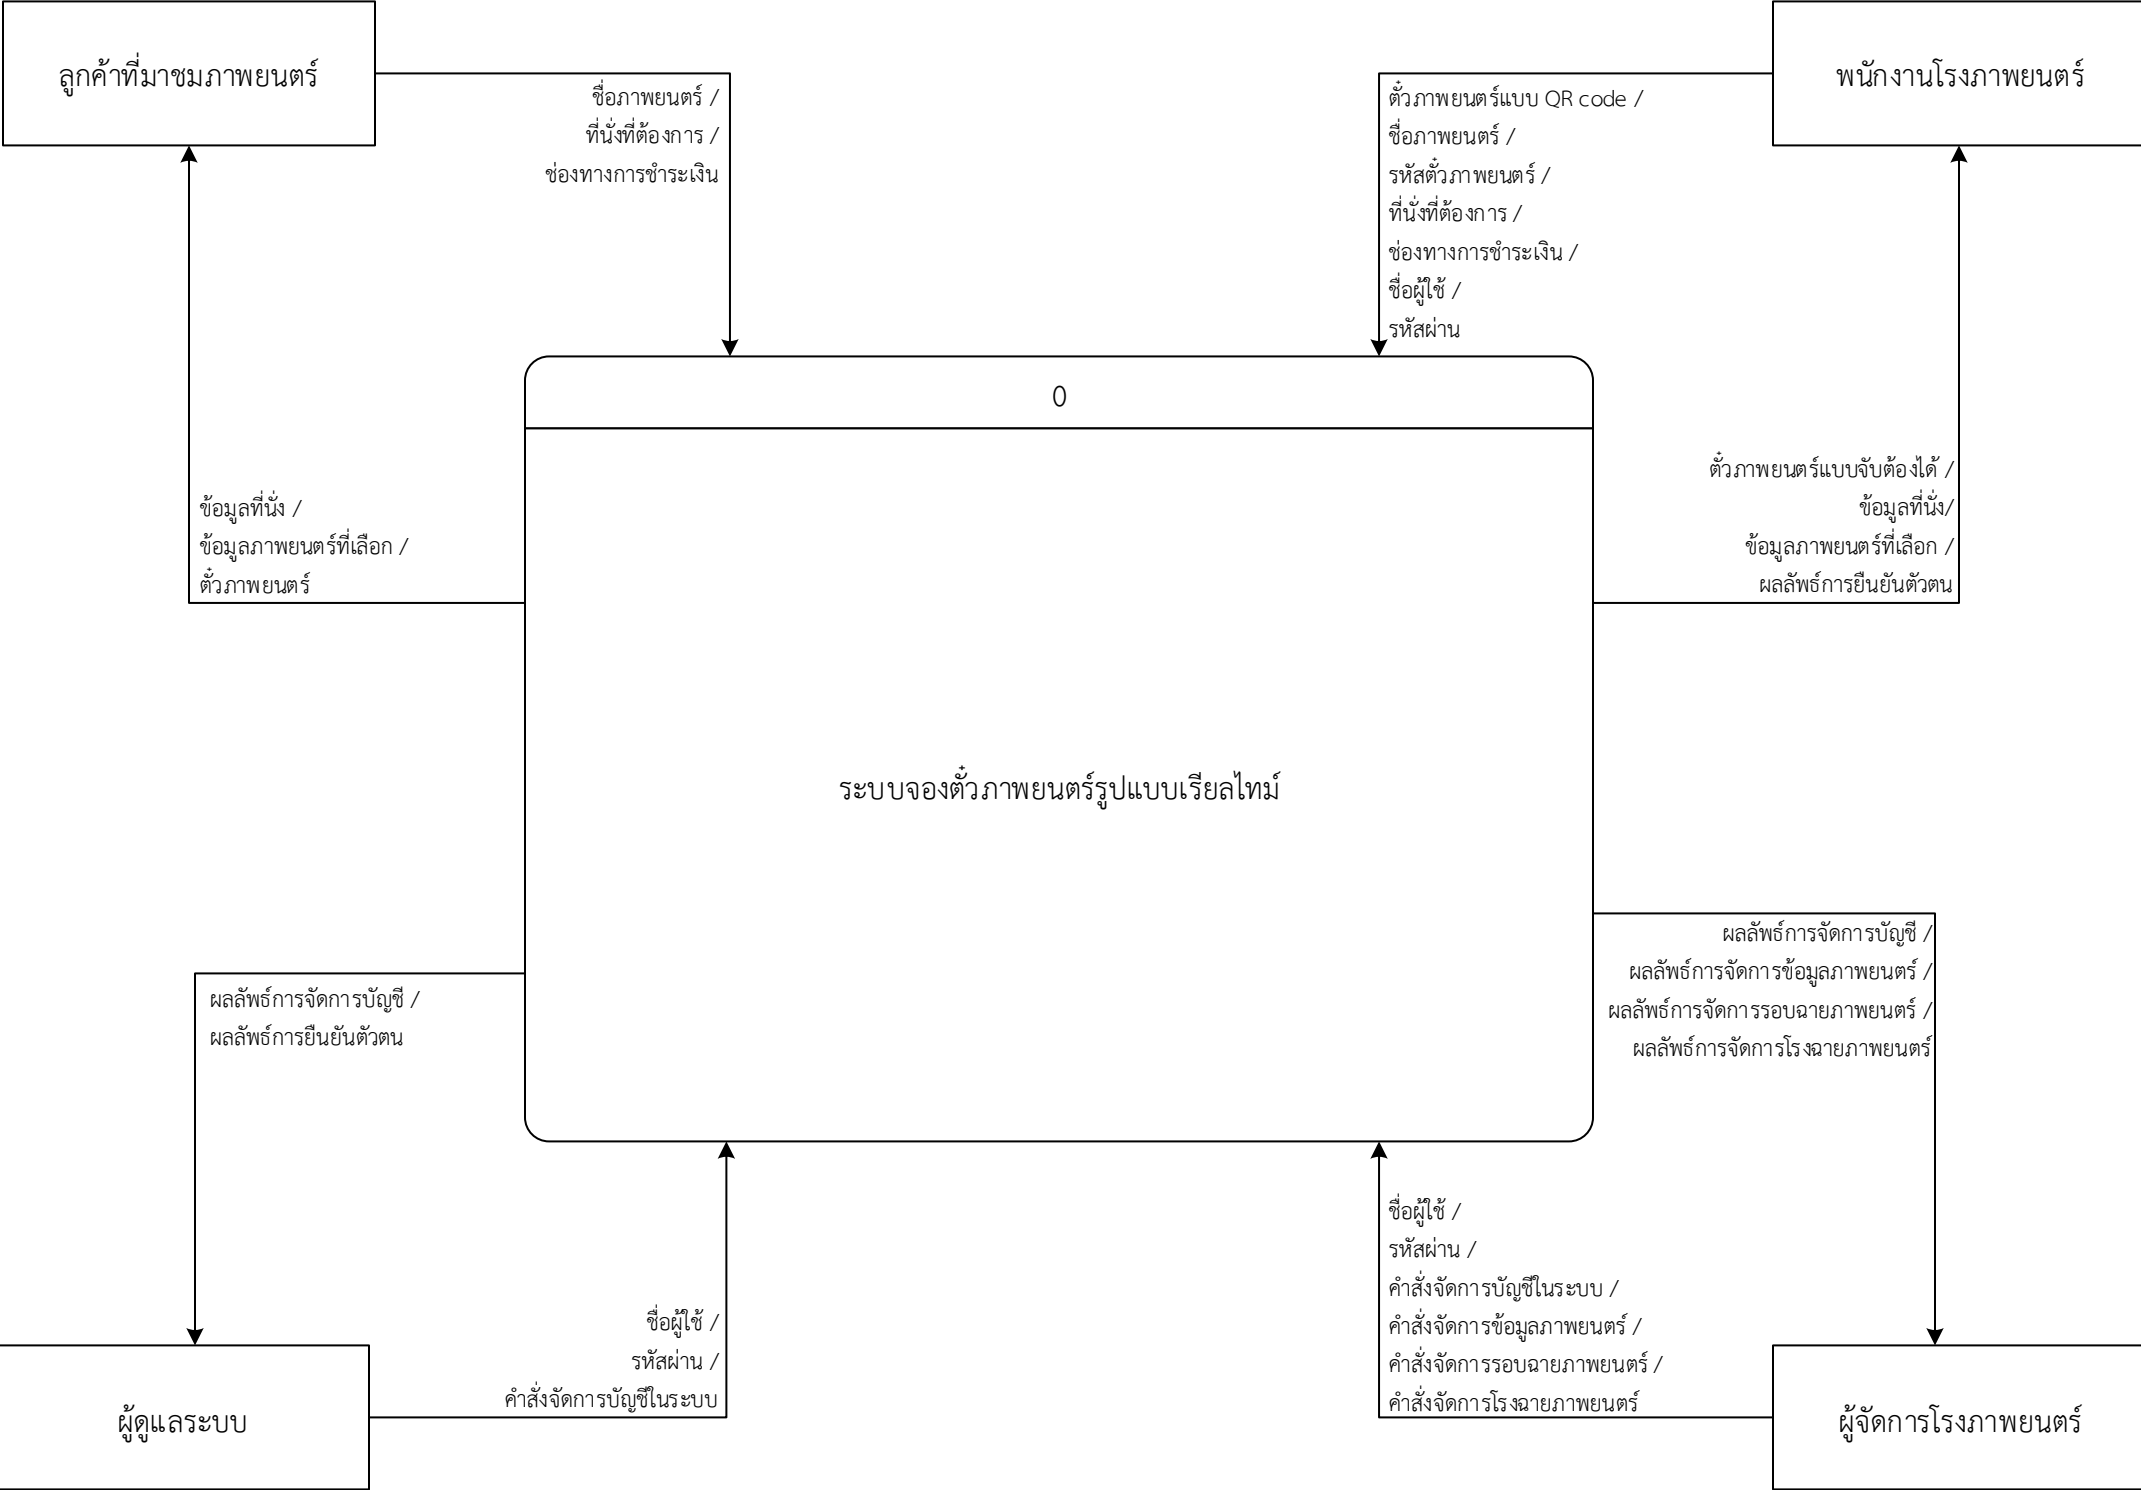 ลูกค้าที่มาชมภาพยนตร์
พนักงานโรงภาพยนตร์
ชื่อภาพยนตร์ /
ที่นั่งที่ต้องการ /
ช่องทางการชำระเงิน
ตั๋วภาพยนตร์แบบ QR code /
ชื่อภาพยนตร์ /
รหัสตั๋วภาพยนตร์ /
ที่นั่งที่ต้องการ /
ช่องทางการชำระเงิน /
ชื่อผู้ใช้ /
รหัสผ่าน
0
ระบบจองตั๋วภาพยนตร์รูปแบบเรียลไทม์
ข้อมูลที่นั่ง /
ข้อมูลภาพยนตร์ที่เลือก /
ตั๋วภาพยนตร์
ตั๋วภาพยนตร์แบบจับต้องได้ /
ข้อมูลที่นั่ง/
ข้อมูลภาพยนตร์ที่เลือก /
ผลลัพธ์การยืนยันตัวตน
ผลลัพธ์การจัดการบัญชี /
ผลลัพธ์การยืนยันตัวตน
ผลลัพธ์การจัดการบัญชี /
ผลลัพธ์การจัดการข้อมูลภาพยนตร์ /
ผลลัพธ์การจัดการรอบฉายภาพยนตร์ /
ผลลัพธ์การจัดการโรงฉายภาพยนตร์
ชื่อผู้ใช้ /
รหัสผ่าน /
คำสั่งจัดการบัญชีในระบบ
ชื่อผู้ใช้ /
รหัสผ่าน /
คำสั่งจัดการบัญชีในระบบ /
คำสั่งจัดการข้อมูลภาพยนตร์ /
คำสั่งจัดการรอบฉายภาพยนตร์ /
คำสั่งจัดการโรงฉายภาพยนตร์
ผู้ดูแลระบบ
ผู้จัดการโรงภาพยนตร์